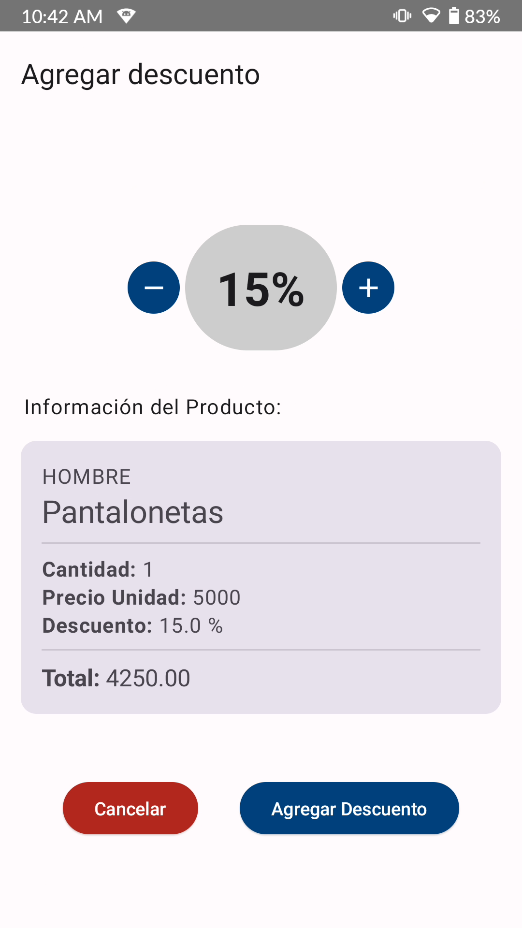 10:42 AM 83%
Agregar descuento
− 15% +
Información del Producto:
HOMBRE
Pantalonetas
Cantidad: 1
Precio Unidad: 5000
Descuento: 15.0 %
Total: 4250.00
Cancelar Agregar Descuento